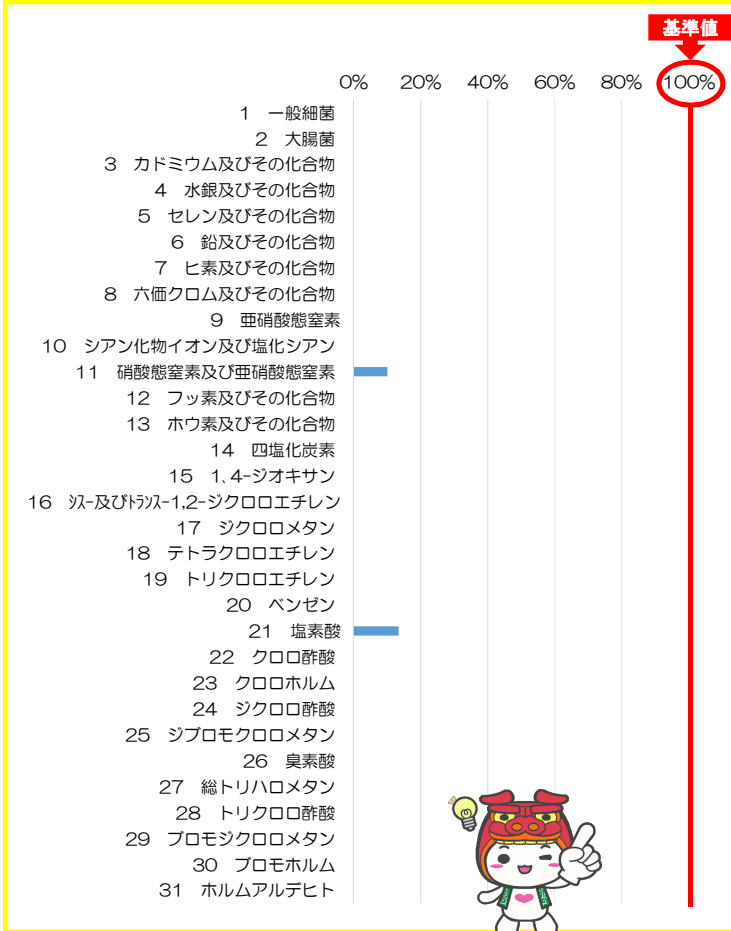 基準値
0% 20% 40% 60% 80% 100%
1 一般細菌
2 大腸菌
3 カドミウム及びその化合物
4 水銀及びその化合物
5 セレン及びその化合物
6 鉛及びその化合物
7 ヒ素及びその化合物
8 六価クロム及びその化合物
9 亜硝酸態窒素
10 シアン化物イオン及び塩化シアン
11 硝酸態窒素及び亜硝酸態窒素
12 フッ素及びその化合物
13 ホウ素及びその化合物
14 四塩化炭素
15 1､4-ジオキサン
16 ｼｽ-及びﾄﾗﾝｽ-1,2-ジクロロエチレン
17 ジクロロメタン
18 テトラクロロエチレン
19 トリクロロエチレン
20 ベンゼン
21 塩素酸
22 クロロ酢酸
23 クロロホルム
24 ジクロロ酢酸
25 ジブロモクロロメタン
26 臭素酸
27 総トリハロメタン
28 トリクロロ酢酸
29 ブロモジクロロメタン
30 ブロモホルム
31 ホルムアルデヒト